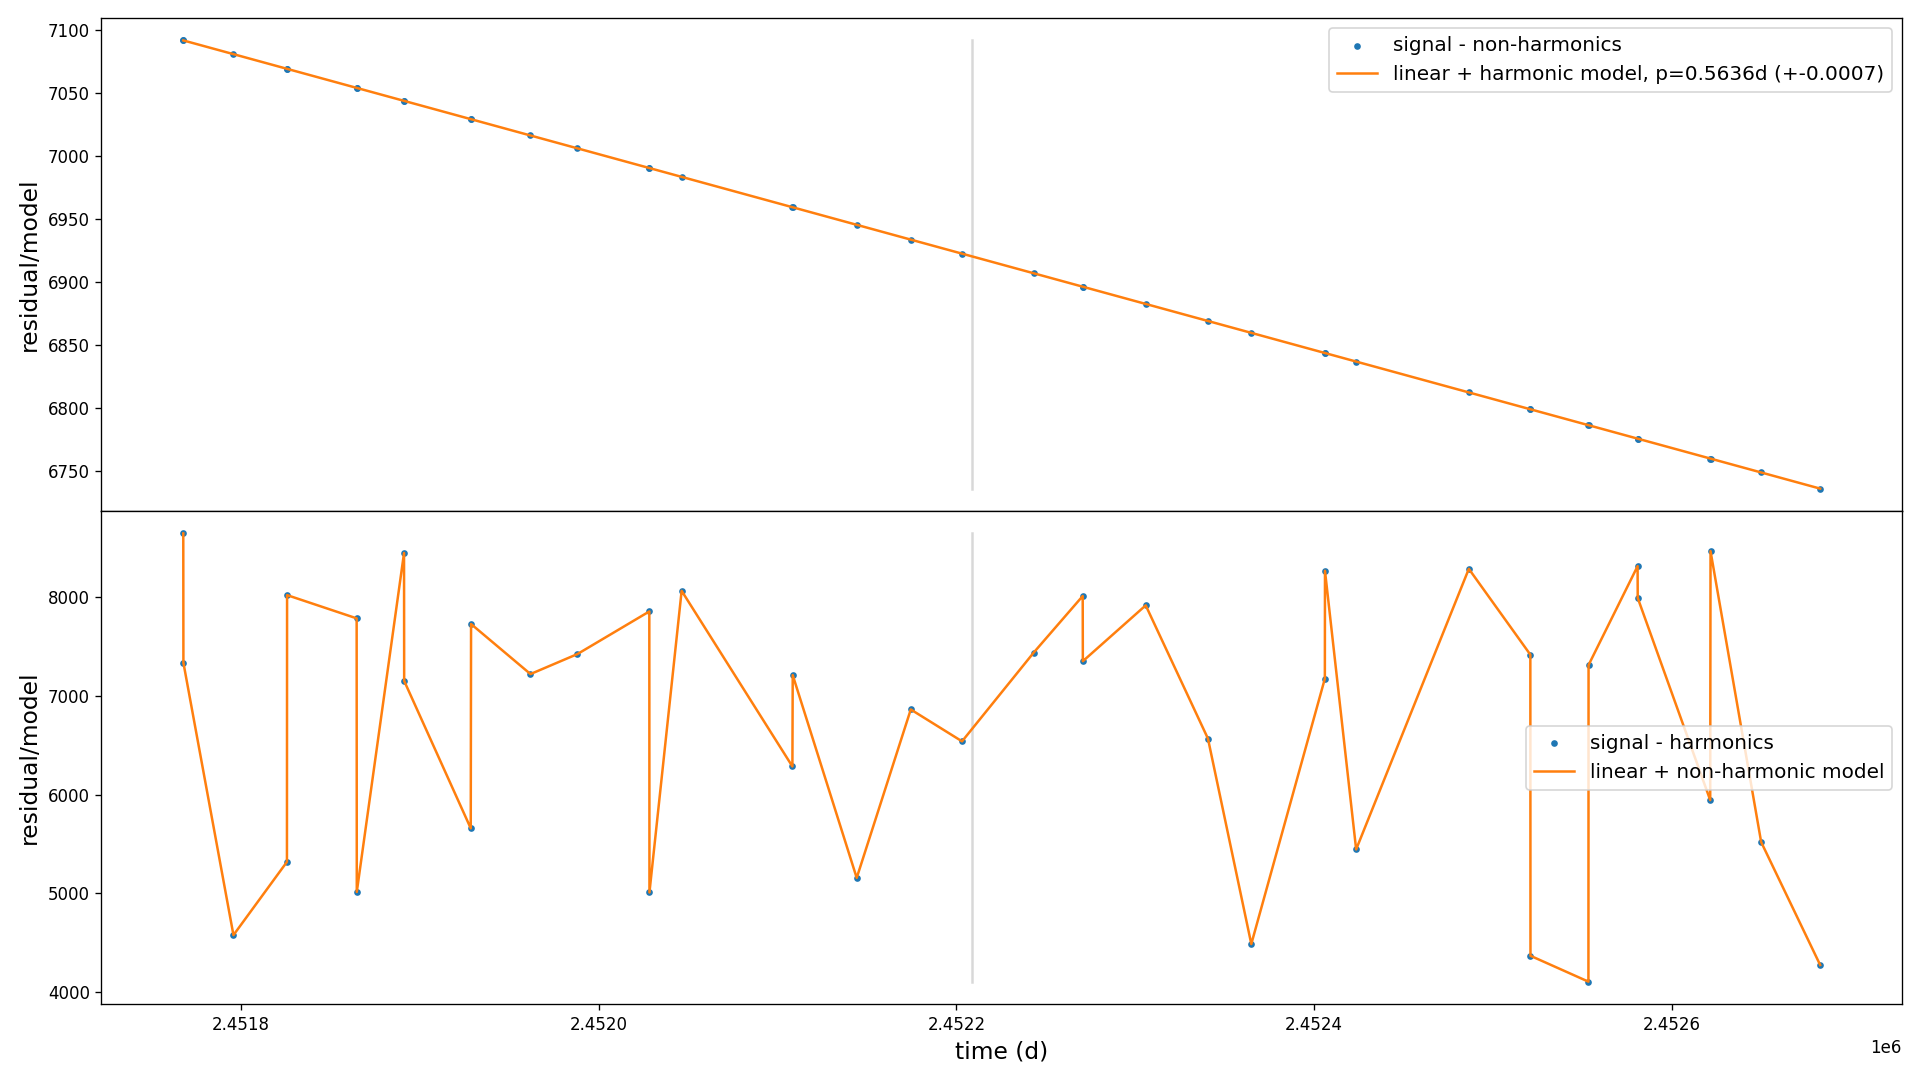 7100
7050
7000
6950
6900
6850
6800
6750
residual/model
signal - non-harmonics
linear + harmonic model, p=0.5636d (+-0.0007)
8000
7000
6000
5000
4000
residual/model
signal - harmonics
linear + non-harmonic model
2.4518
2.4520
2.4522
2.4524
2.4526
1e6
time (d)